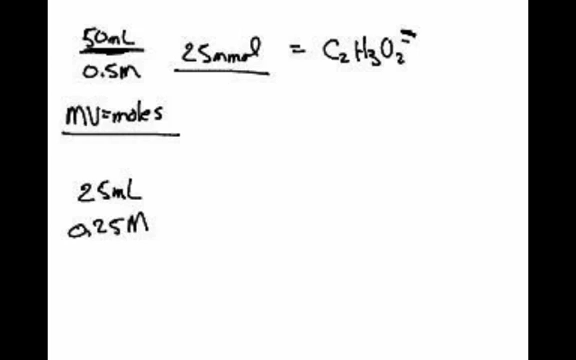 50mL 25mmol = C₂H₃O₂⁻
0.5M
MV=moles
25mL
0.25M